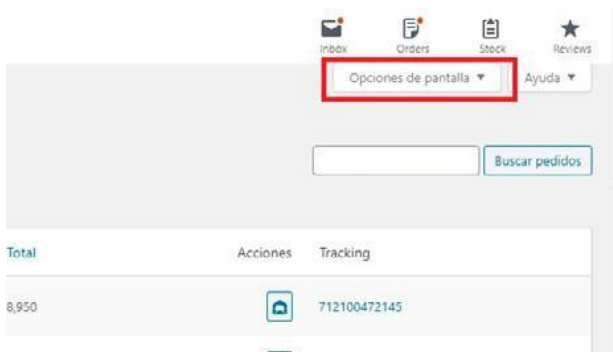 Inbox Orders Stock Reviews
Opciones de pantalla ▼ Ayuda ▼
Buscar pedidos
Total Acciones Tracking
8,950 712100472145